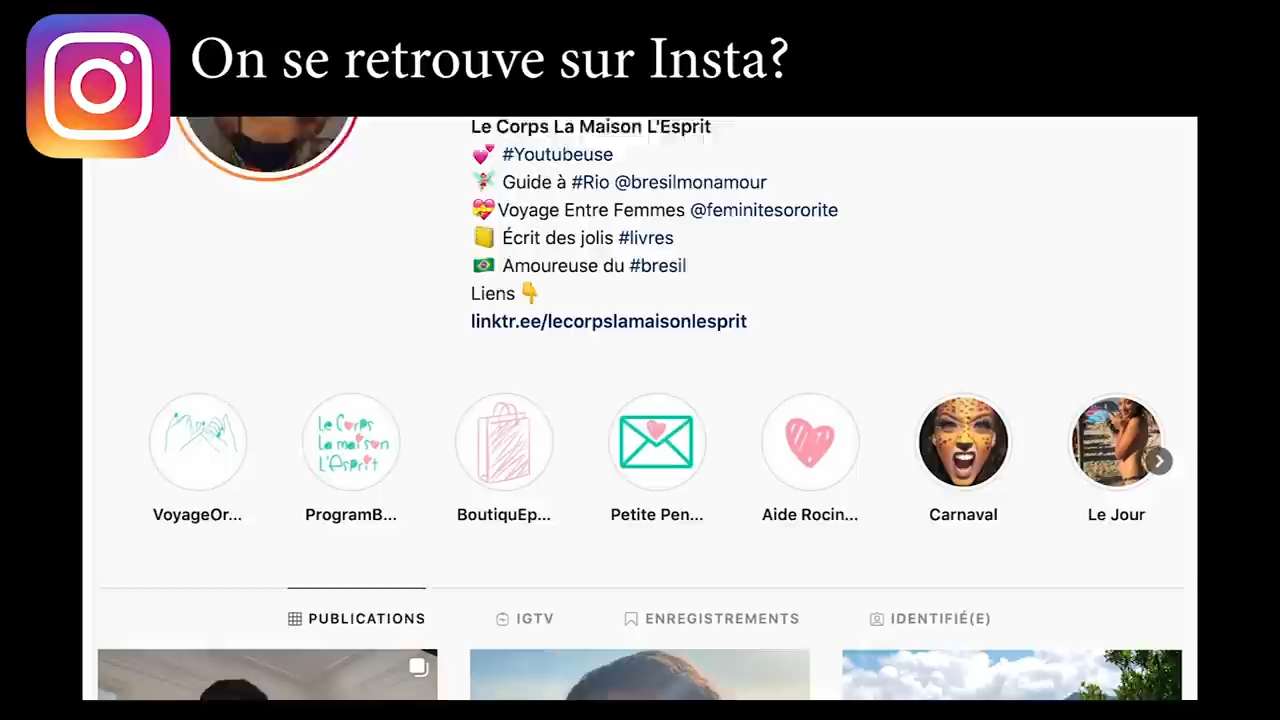 On se retrouve sur Insta?
Le Corps La Maison L'Esprit
💕 #Youtubeuse
🧚 Guide à #Rio @bresilmonamour
💝Voyage Entre Femmes @feminitesororite
📒 Écrit des jolis #livres
🇧🇷 Amoureuse du #bresil
Liens 👇
linktr.ee/lecorpslamaisonlesprit
Le Corps
La maison
L'Esprit
VoyageOr...
ProgramB...
BoutiquEp...
Petite Pen...
Aide Rocin...
Carnaval
Le Jour
PUBLICATIONS
IGTV
ENREGISTREMENTS
IDENTIFIÉ(E)